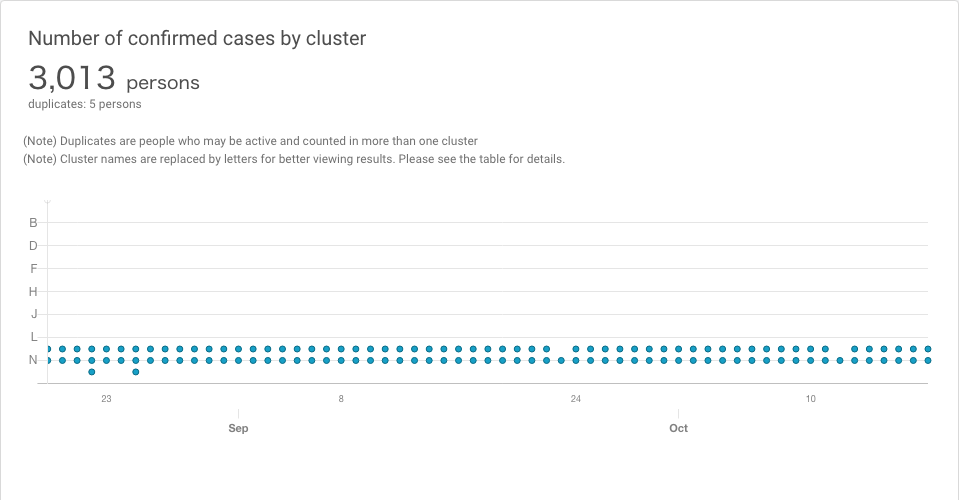 Number of confirmed cases by cluster
3,013 persons
duplicates: 5 persons
(Note) Duplicates are people who may be active and counted in more than one cluster
(Note) Cluster names are replaced by letters for better viewing results. Please see the table for details.
B
D
F
H
J
L
N
23 8 24 10
Sep Oct